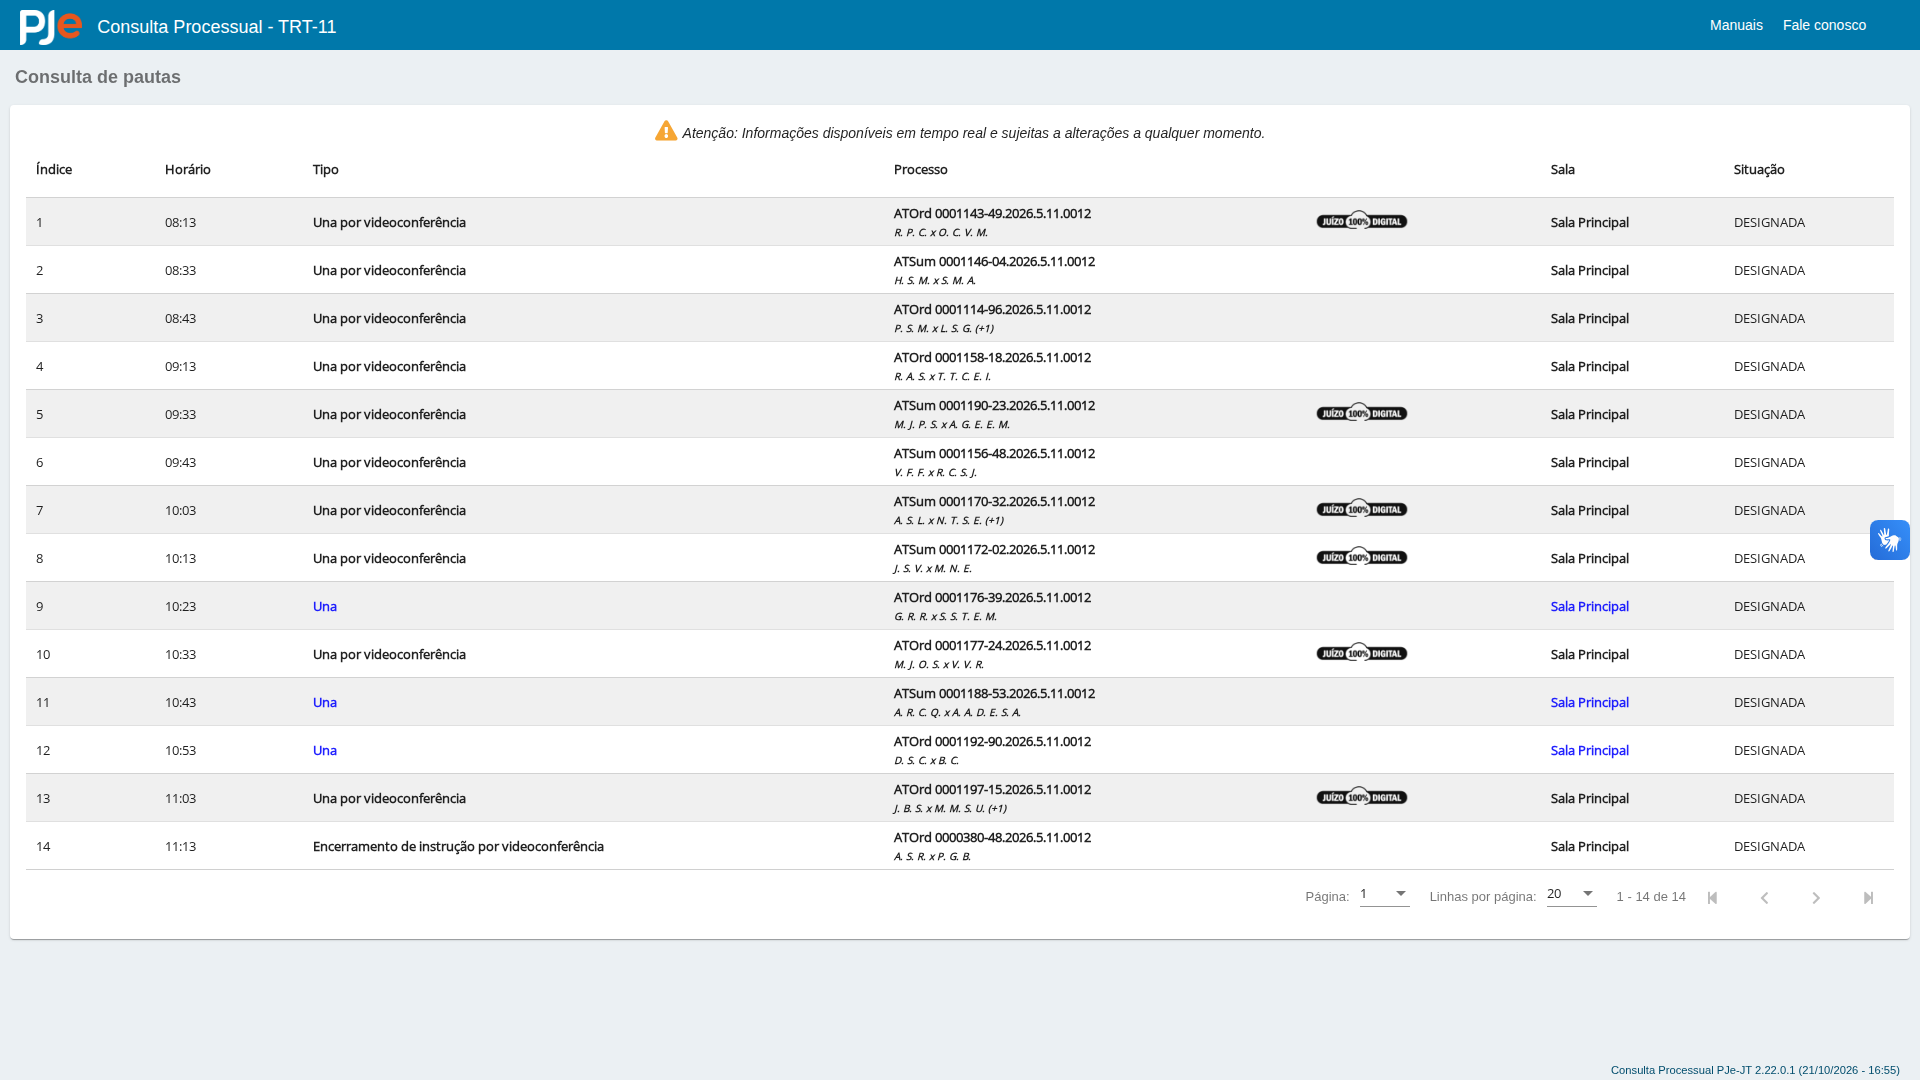 PJe Consulta Processual - TRT-11 Manuais Fale conosco
Consulta de pautas
Atenção: Informações disponíveis em tempo real e sujeitas a alterações a qualquer momento.
Índice Horário Tipo Processo Sala Situação
1 08:13 Una por videoconferência ATOrd 0001143-49.2026.5.11.0012 JUÍZO 100% DIGITAL Sala Principal DESIGNADA
R. P. C. x O. C. V. M.
2 08:33 Una por videoconferência ATSum 0001146-04.2026.5.11.0012 Sala Principal DESIGNADA
H. S. M. x S. M. A.
3 08:43 Una por videoconferência ATOrd 0001114-96.2026.5.11.0012 Sala Principal DESIGNADA
P. S. M. x L. S. G. (+1)
4 09:13 Una por videoconferência ATOrd 0001158-18.2026.5.11.0012 Sala Principal DESIGNADA
R. A. S. x T. T. C. E. I.
5 09:33 Una por videoconferência ATSum 0001190-23.2026.5.11.0012 JUÍZO 100% DIGITAL Sala Principal DESIGNADA
M. J. P. S. x A. G. E. E. M.
6 09:43 Una por videoconferência ATSum 0001156-48.2026.5.11.0012 Sala Principal DESIGNADA
V. F. F. x R. C. S. J.
7 10:03 Una por videoconferência ATSum 0001170-32.2026.5.11.0012 JUÍZO 100% DIGITAL Sala Principal DESIGNADA
A. S. L. x N. T. S. E. (+1)
8 10:13 Una por videoconferência ATSum 0001172-02.2026.5.11.0012 JUÍZO 100% DIGITAL Sala Principal DESIGNADA
J. S. V. x M. N. E.
9 10:23 Una ATOrd 0001176-39.2026.5.11.0012 Sala Principal DESIGNADA
G. R. R. x S. S. T. E. M.
10 10:33 Una por videoconferência ATOrd 0001177-24.2026.5.11.0012 JUÍZO 100% DIGITAL Sala Principal DESIGNADA
M. J. O. S. x V. V. R.
11 10:43 Una ATSum 0001188-53.2026.5.11.0012 Sala Principal DESIGNADA
A. R. C. Q. x A. A. D. E. S. A.
12 10:53 Una ATOrd 0001192-90.2026.5.11.0012 Sala Principal DESIGNADA
D. S. C. x B. C.
13 11:03 Una por videoconferência ATOrd 0001197-15.2026.5.11.0012 JUÍZO 100% DIGITAL Sala Principal DESIGNADA
J. B. S. x M. M. S. U. (+1)
14 11:13 Encerramento de instrução por videoconferência ATOrd 0000380-48.2026.5.11.0012 Sala Principal DESIGNADA
A. S. R. x P. G. B.
Página: 1 Linhas por página: 20 1 - 14 de 14
Consulta Processual PJe-JT 2.22.0.1 (21/10/2026 - 16:55)